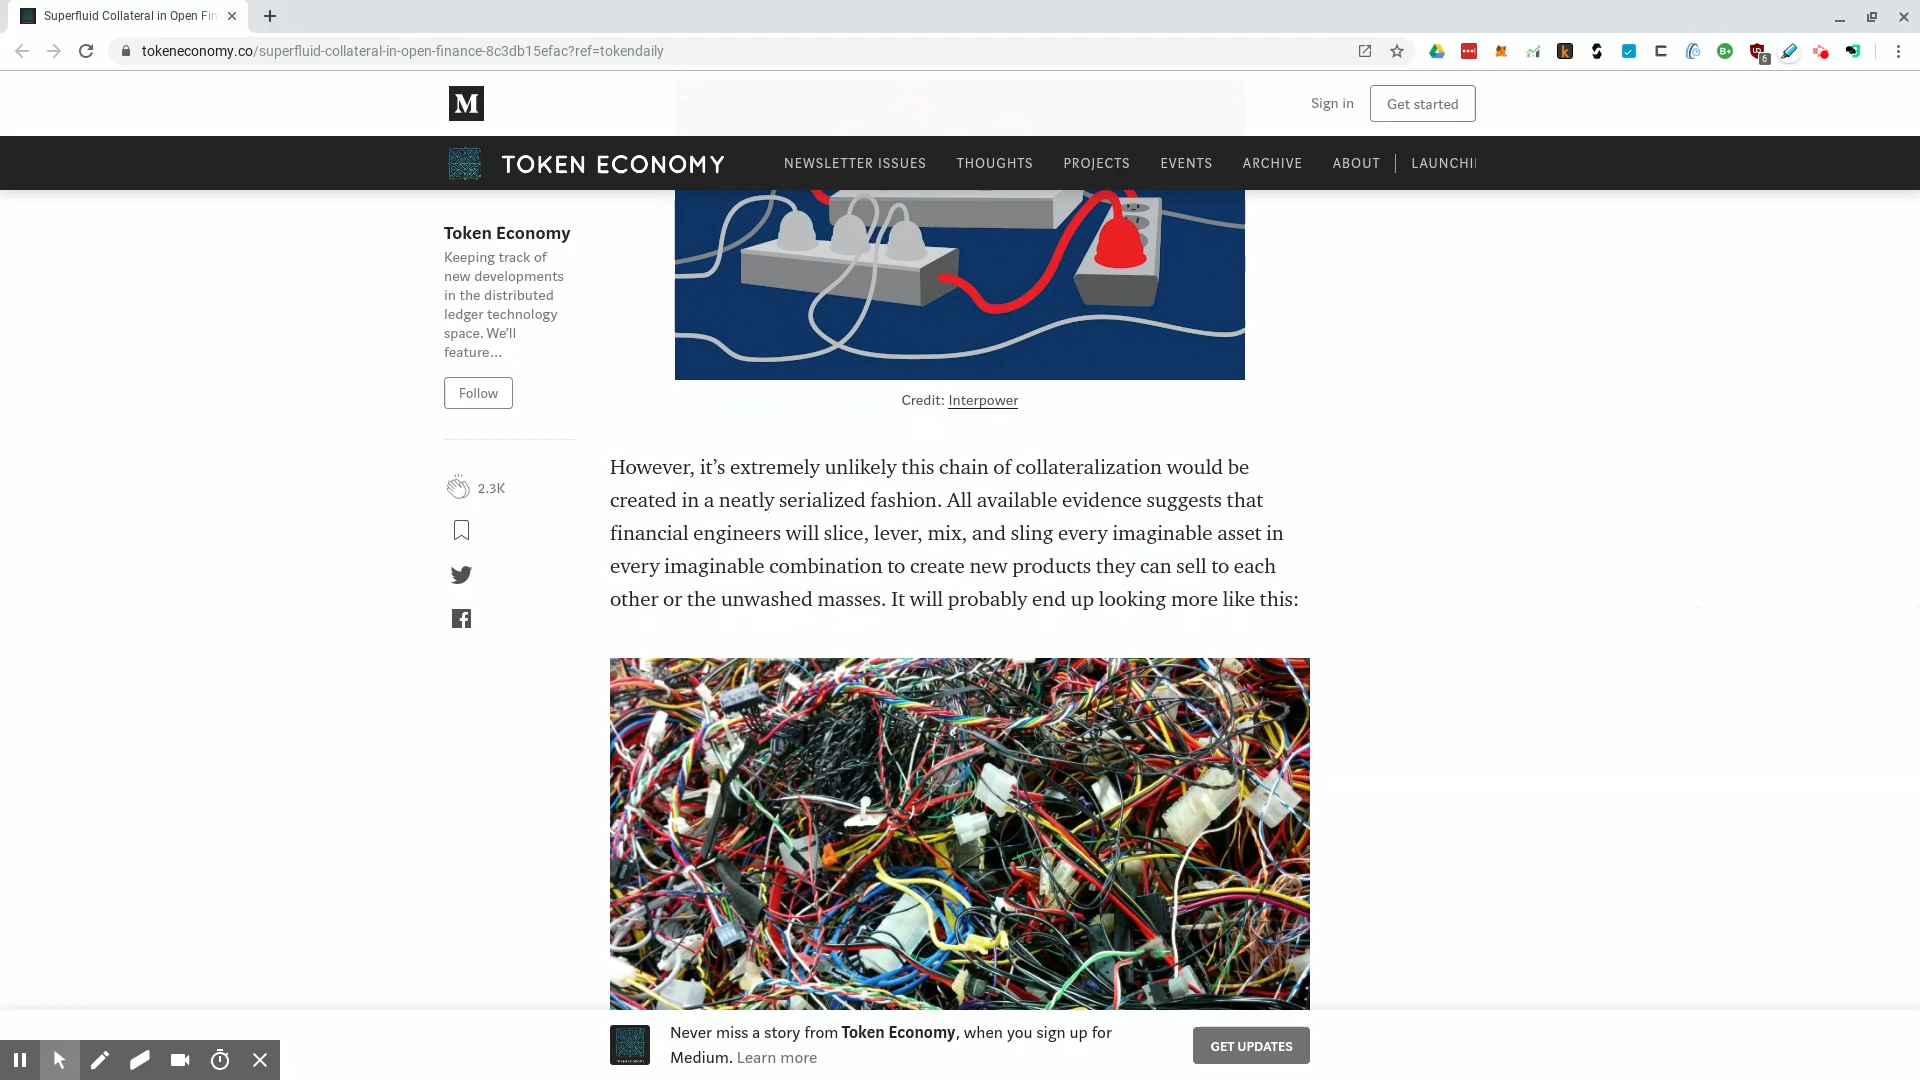 Superfluid Collateral in Open Fin
tokeneconomy.co/superfluid-collateral-in-open-finance-8c3db15efac?ref=tokendaily
6
M
Sign in
Get started
TOKEN ECONOMY
NEWSLETTER ISSUES
THOUGHTS
PROJECTS
EVENTS
ARCHIVE
ABOUT
LAUNCHI
Token Economy
Keeping track of
new developments
in the distributed
ledger technology
space. We'll
feature...
Follow
2.3K
Credit: Interpower
However, it's extremely unlikely this chain of collateralization would be
created in a neatly serialized fashion. All available evidence suggests that
financial engineers will slice, lever, mix, and sling every imaginable asset in
every imaginable combination to create new products they can sell to each
other or the unwashed masses. It will probably end up looking more like this:
TOKEN ECONOMY
Never miss a story from Token Economy, when you sign up for
Medium. Learn more
GET UPDATES